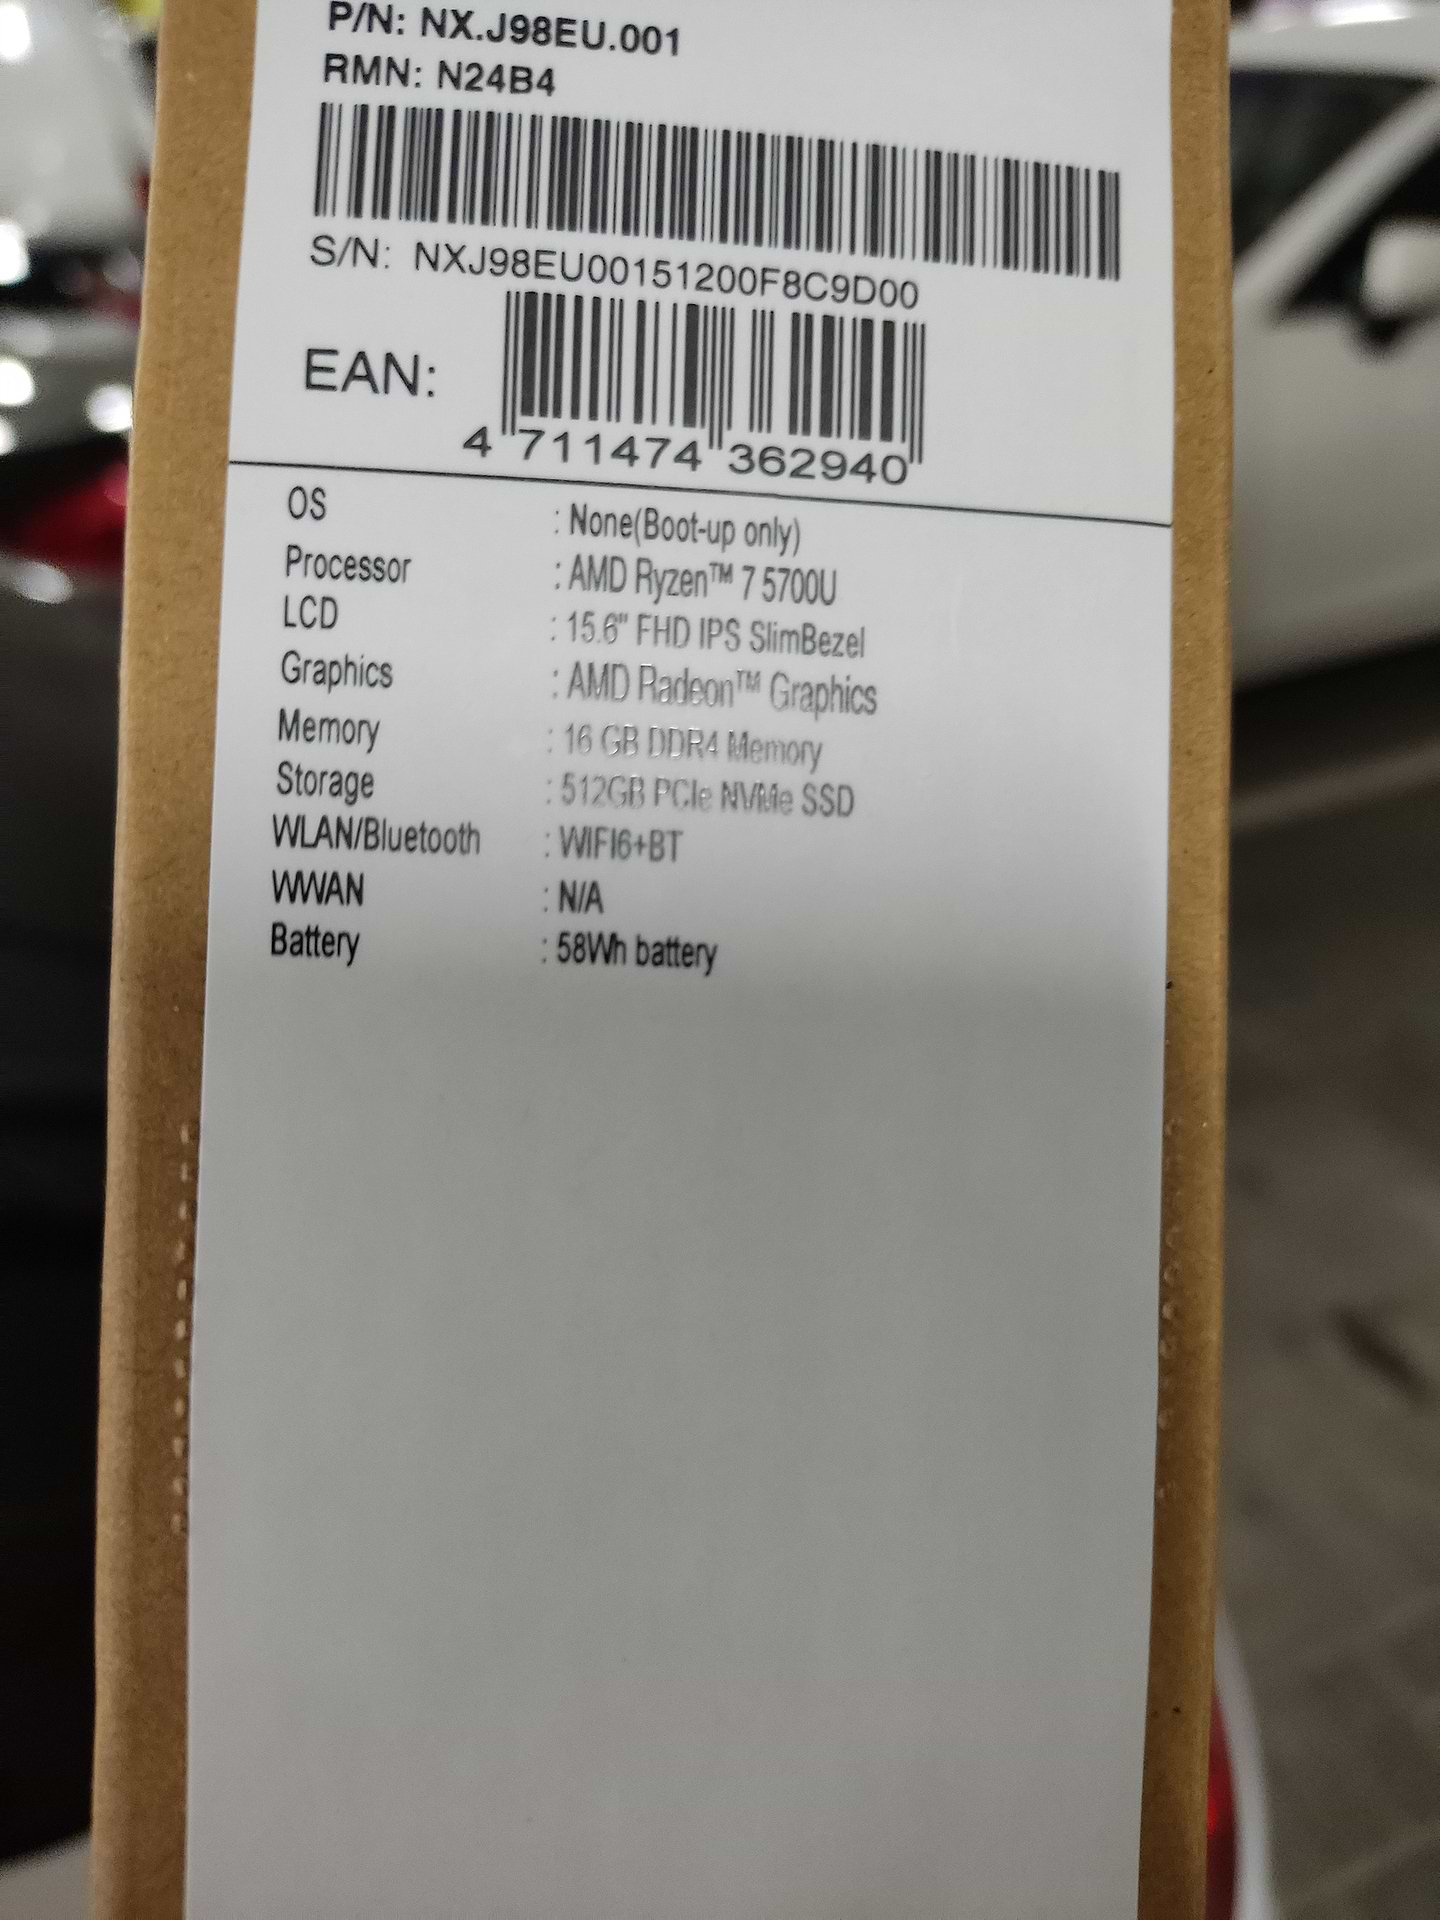 P/N: NX.J98EU.001
RMN: N24B4
S/N: NXJ98EU00151200F8C9D00
EAN:
4 711474 362940
OS : None(Boot-up only)
Processor : AMD Ryzen™ 7 5700U
LCD : 15.6" FHD IPS SlimBezel
Graphics : AMD Radeon™ Graphics
Memory : 16 GB DDR4 Memory
Storage : 512GB PCIe NVMe SSD
WLAN/Bluetooth : WIFI6+BT
WWAN : N/A
Battery : 58Wh battery